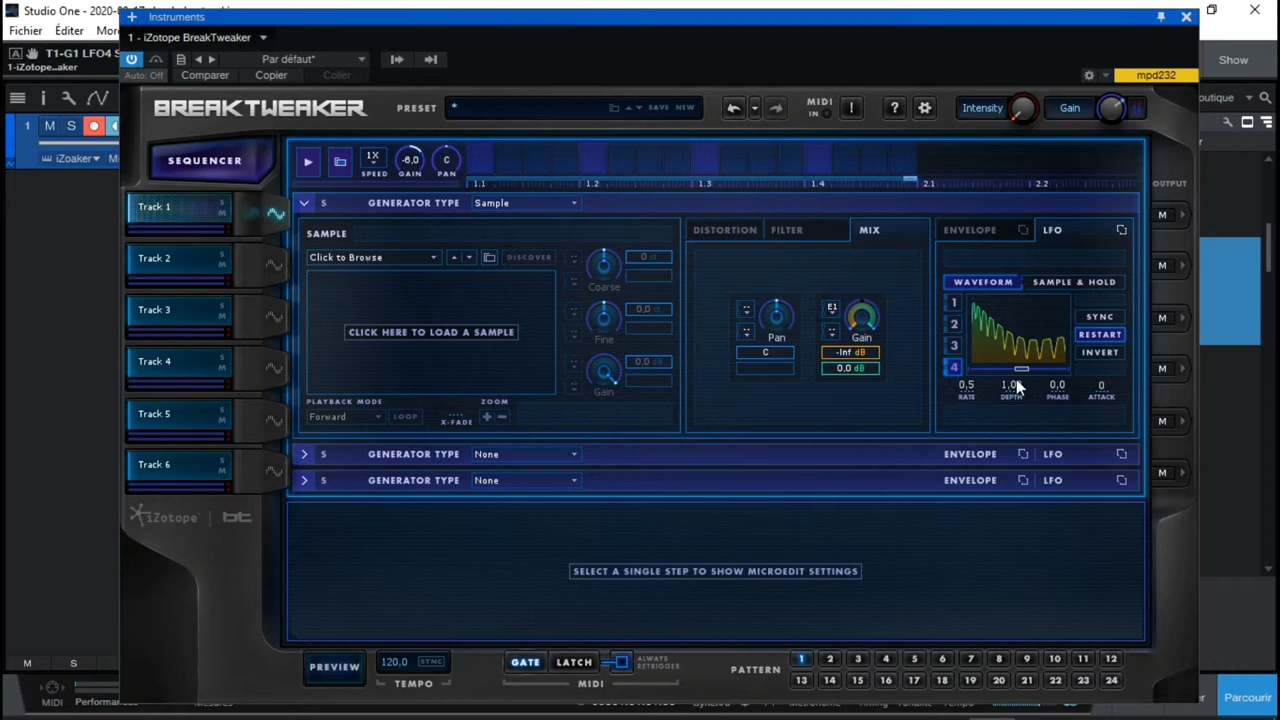 Studio One - 2020-0
Instruments
Fichier
Éditer
1 - iZotope BreakTweaker
T1-G1 LFO4 S
1-iZotope..aker
Par défaut*
Show
Auto: Off
Comparer
Copier
Coller
mpd232
BREAKTWEAKER
PRESET
*
SAVE NEW
MIDI
IN
!
?
Intensity
Gain
1
M
S
iZoaker
SEQUENCER
1X
SPEED
-6,0
GAIN
C
PAN
1.1
1.2
1.3
1.4
2.1
2.2
OUTPUT
Track 1
S
M
S
GENERATOR TYPE
Sample
M
SAMPLE
DISTORTION
FILTER
MIX
ENVELOPE
LFO
Track 2
S
M
Click to Browse
DISCOVER
0 st
Coarse
M
WAVEFORM
SAMPLE & HOLD
Track 3
S
M
CLICK HERE TO LOAD A SAMPLE
0,0
Fine
Pan
C
E1
Gain
-Inf dB
0,0 dB
1
2
3
4
SYNC
RESTART
INVERT
M
Track 4
S
M
0,0 dB
Gain
0,5
RATE
DEPTH
0,0
PHASE
0
ATTACK
M
PLAYBACK MODE
Forward
LOOP
X-FADE
ZOOM
Track 5
S
M
M
S
GENERATOR TYPE
None
ENVELOPE
LFO
Track 6
S
M
M
S
GENERATOR TYPE
None
ENVELOPE
LFO
iZotope
bt
SELECT A SINGLE STEP TO SHOW MICROEDIT SETTINGS
PREVIEW
120,0
SYNC
TEMPO
GATE
LATCH
MIDI
ALWAYS
RETRIGGER
PATTERN
1 2 3 4 5 6 7 8 9 10 11 12
13 14 15 16 17 18 19 20 21 22 23 24
M
S
MIDI
Parcourir